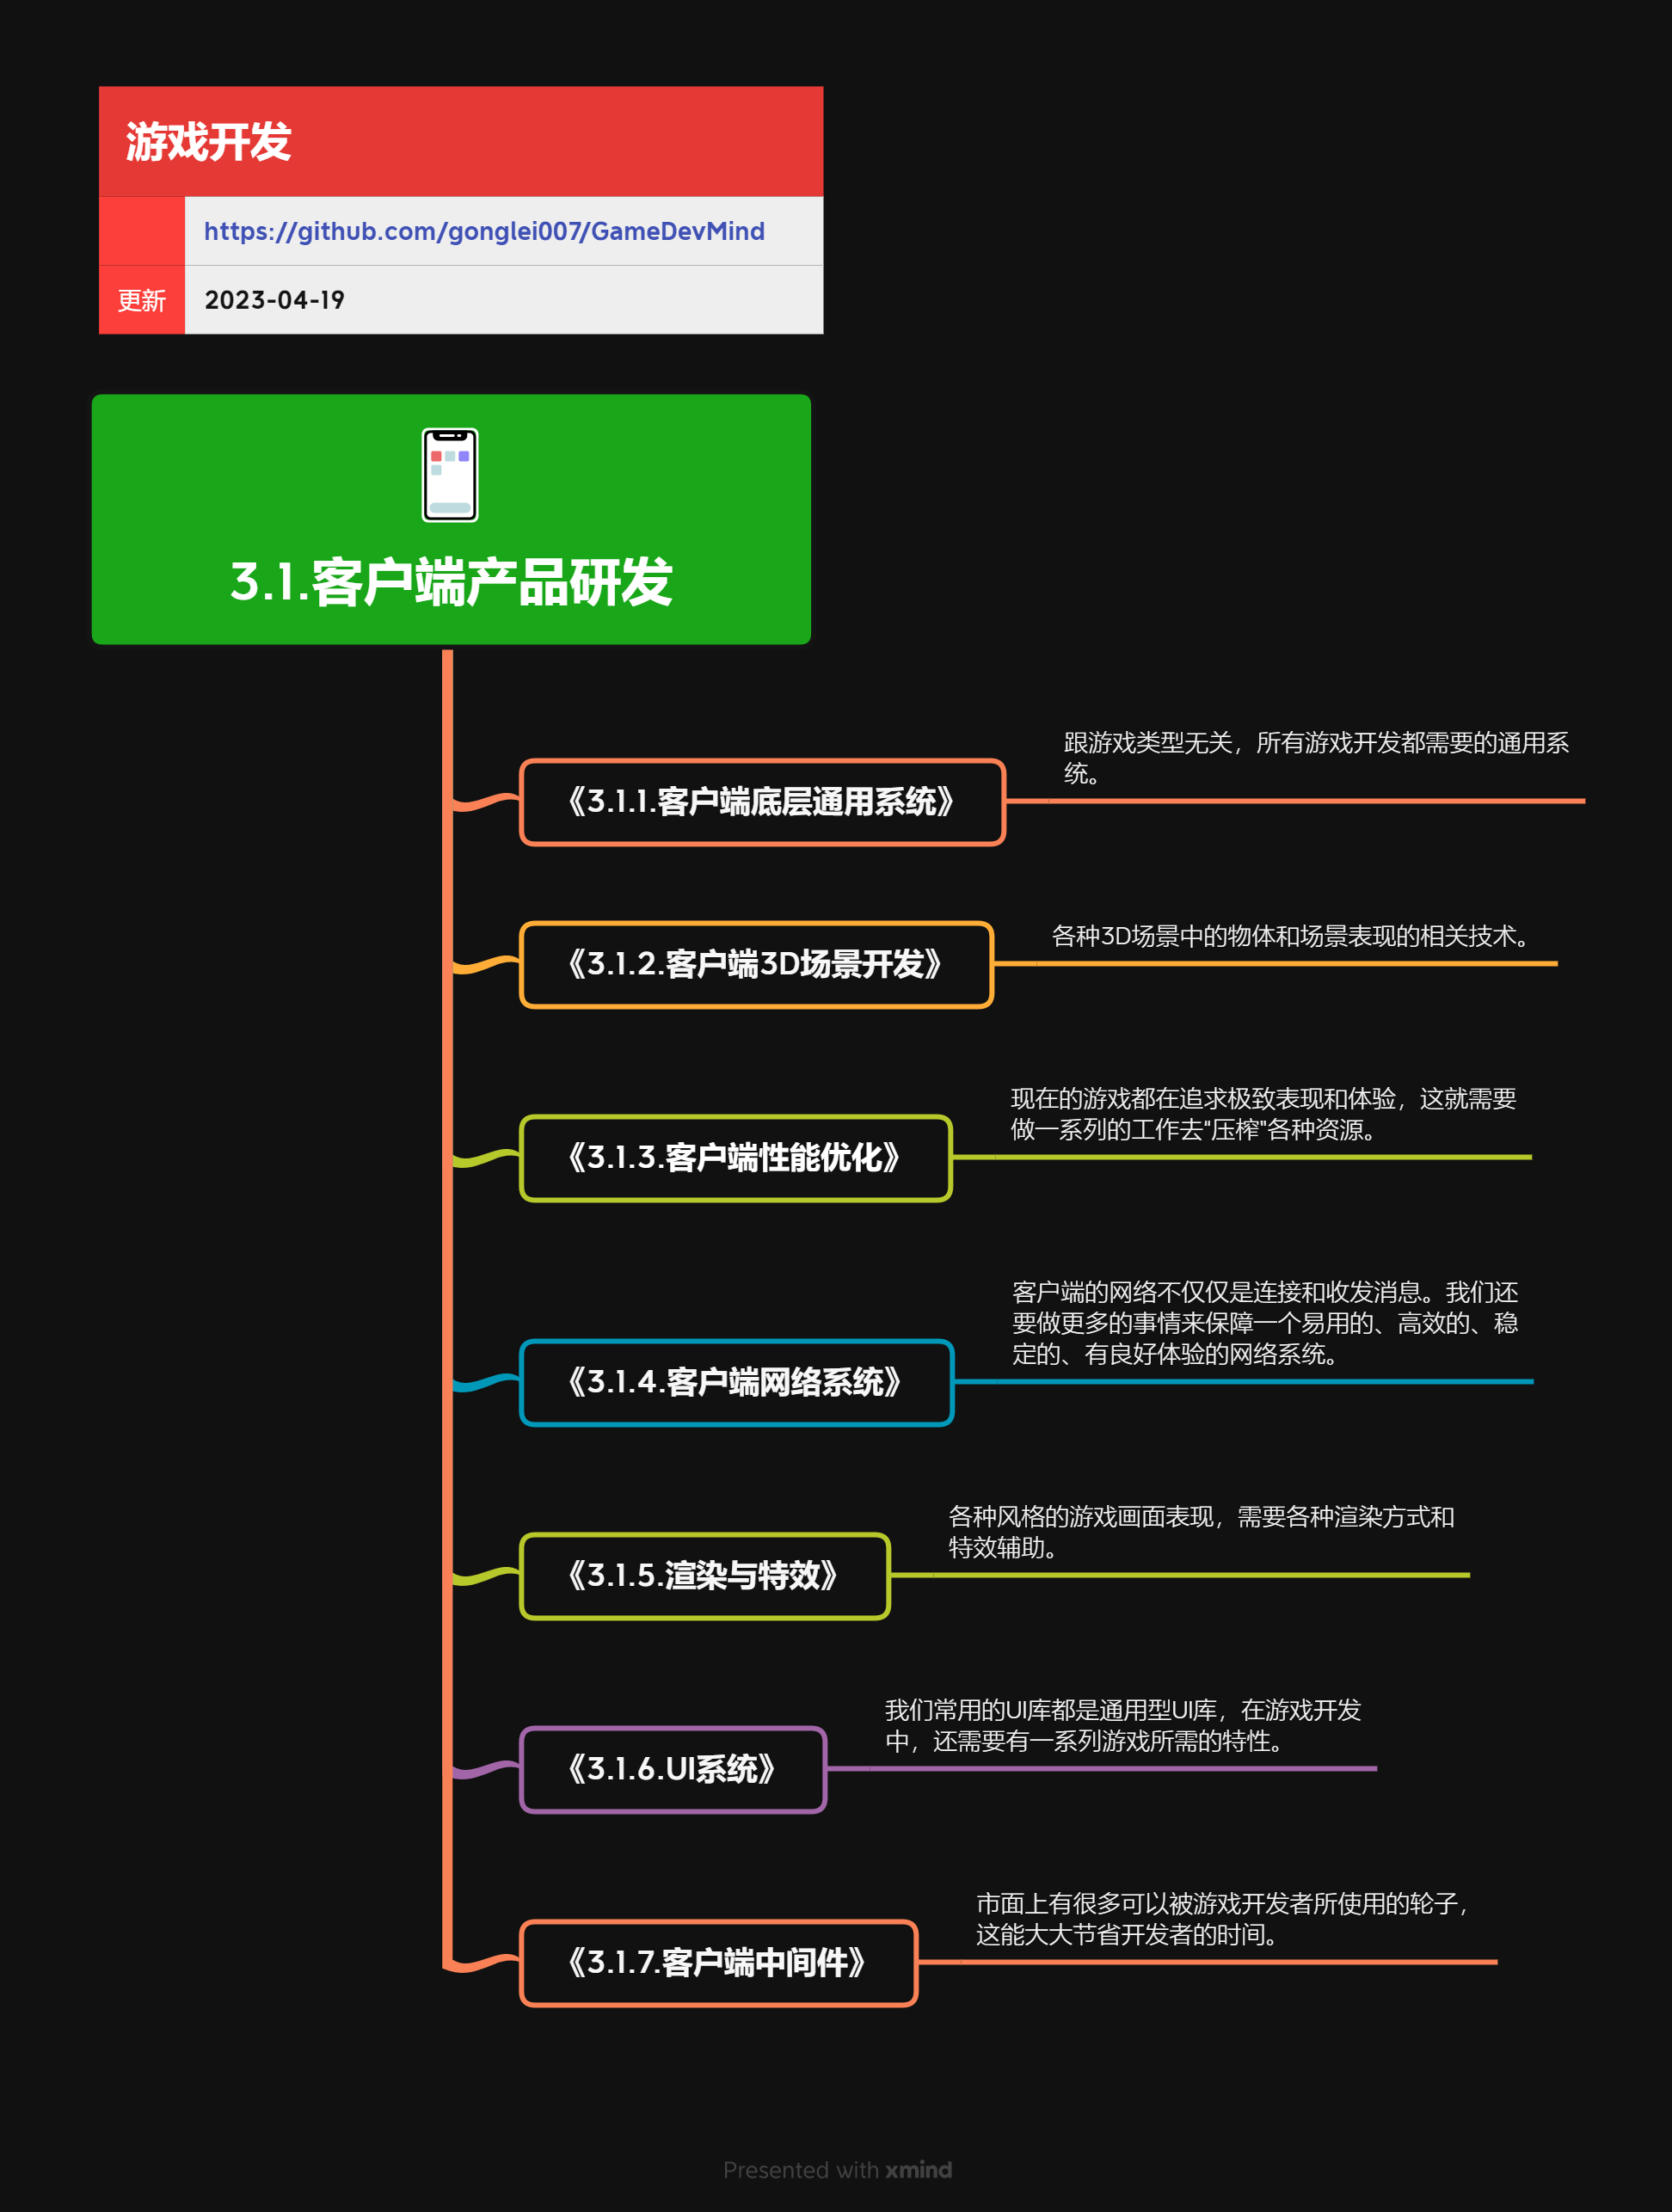 游戏开发
https://github.com/gonglei007/GameDevMind
更新
2023-04-19
3.1.客户端产品研发
《3.1.1.客户端底层通用系统》
跟游戏类型无关，所有游戏开发都需要的通用系
统。
《3.1.2.客户端3D场景开发》
各种3D场景中的物体和场景表现的相关技术。
《3.1.3.客户端性能优化》
现在的游戏都在追求极致表现和体验，这就需要
做一系列的工作去"压榨"各种资源。
《3.1.4.客户端网络系统》
客户端的网络不仅仅是连接和收发消息。我们还
要做更多的事情来保障一个易用的、高效的、稳
定的、有良好体验的网络系统。
《3.1.5.渲染与特效》
各种风格的游戏画面表现，需要各种渲染方式和
特效辅助。
《3.1.6.UI系统》
我们常用的UI库都是通用型UI库，在游戏开发
中，还需要有一系列游戏所需的特性。
《3.1.7.客户端中间件》
市面上有很多可以被游戏开发者所使用的轮子，
这能大大节省开发者的时间。
Presented with xmind